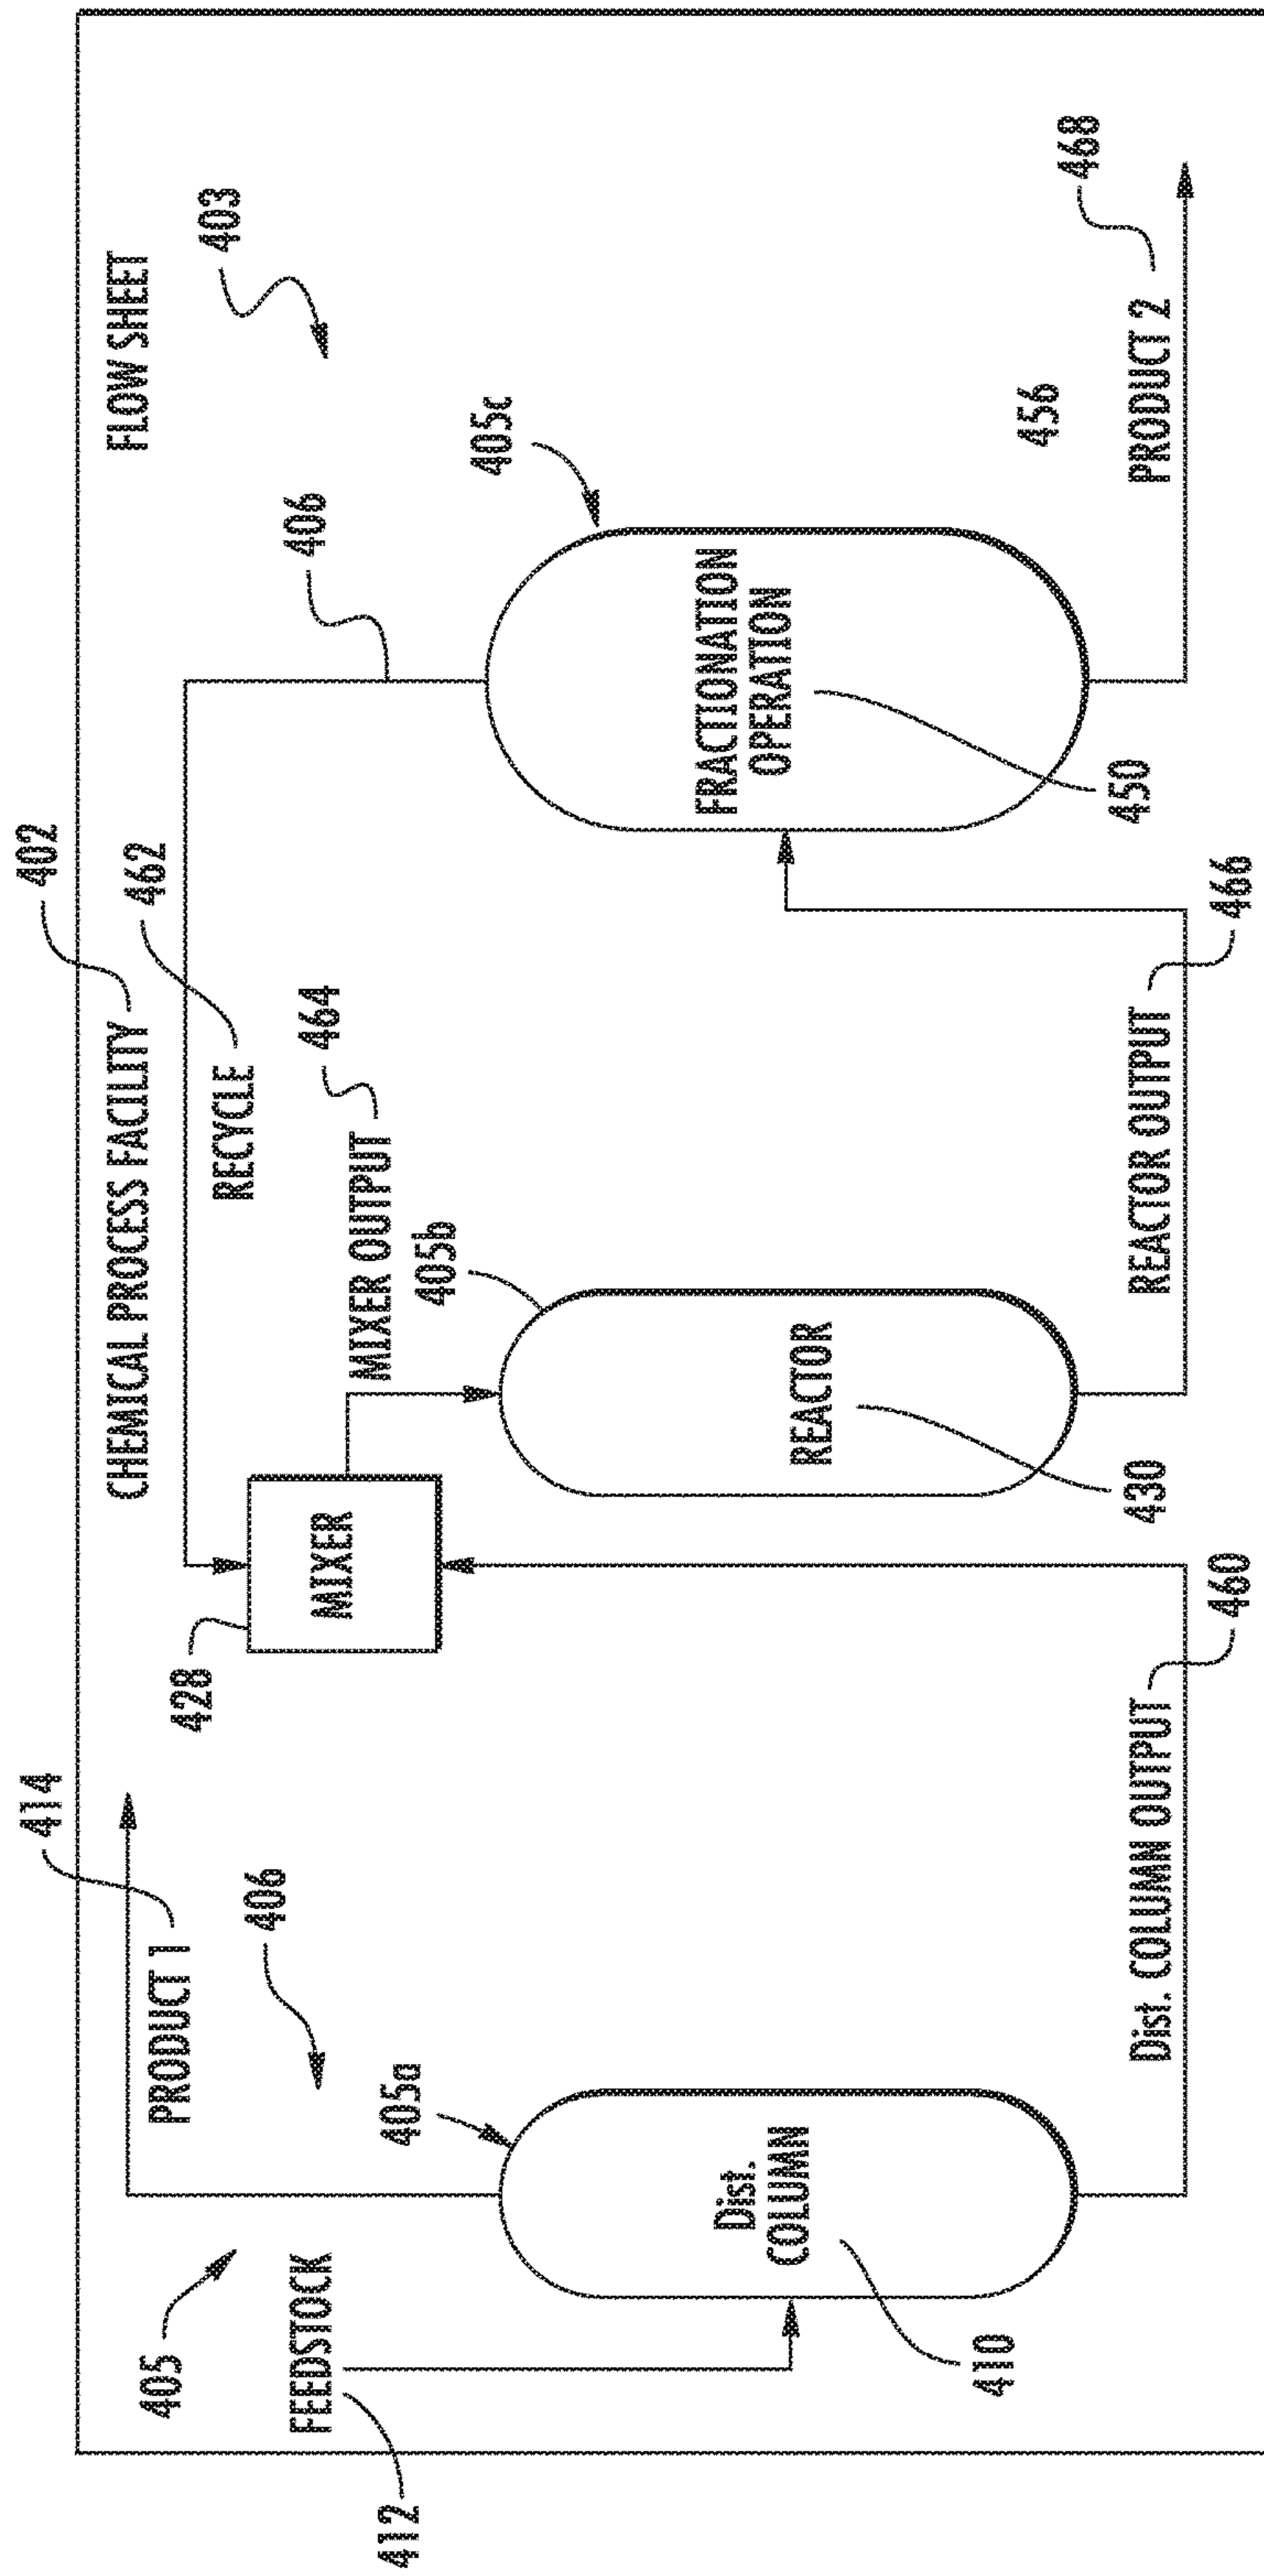 402
414
CHEMICAL PROCESS FACILITY
FLOW SHEET
405
PRODUCT 1
462
428
403
RECYCLE
406
406
FEEDSTOCK
MIXER
464
MIXER OUTPUT
412
405a
405b
405c
Dist.
COLUMN
REACTOR
FRACTIONATION
OPERATION
410
430
450
456
468
Dist. COLUMN OUTPUT
REACTOR OUTPUT
PRODUCT 2
460
466